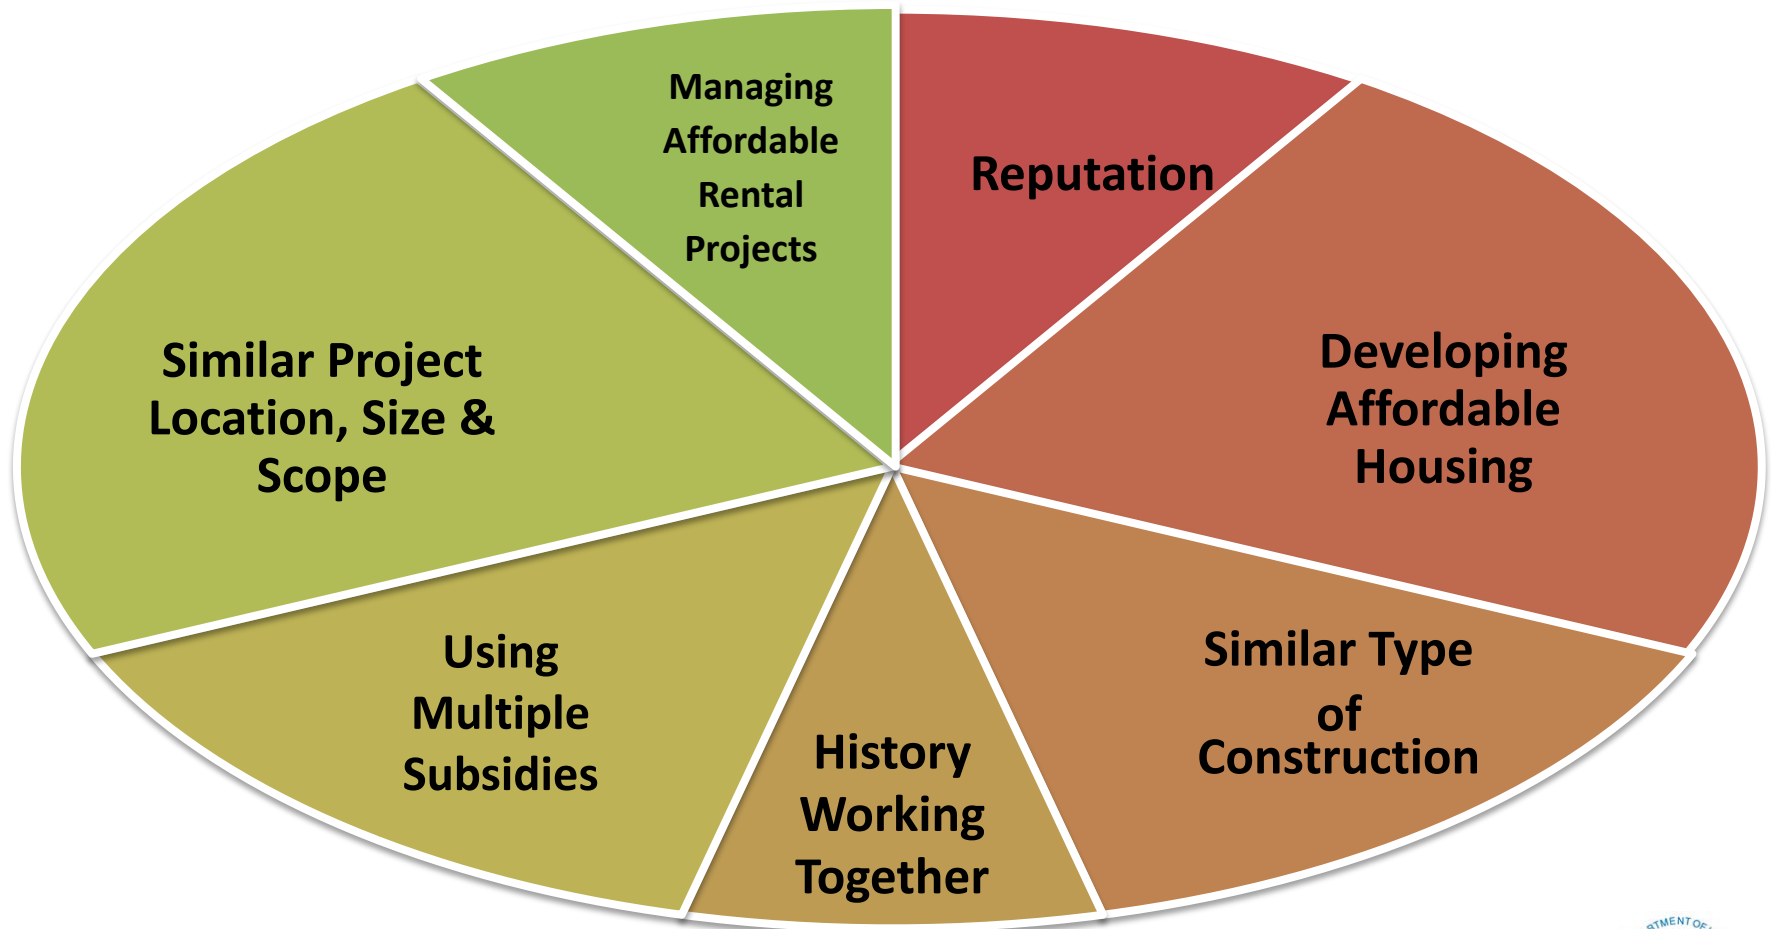 Managing
Affordable
Rental
Projects
Reputation
Developing
Affordable
Housing
Similar Type
of
Construction
History
Working
Together
Using
Multiple
Subsidies
Similar Project
Location, Size &
Scope